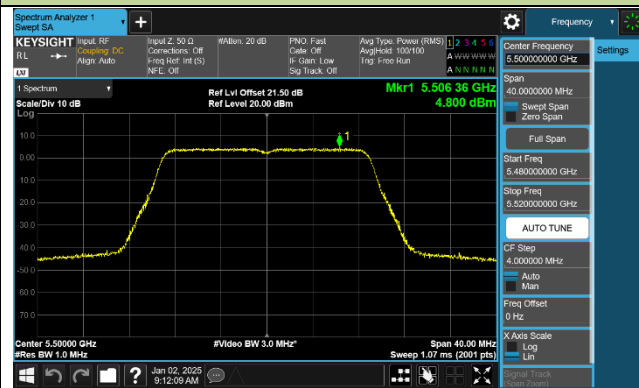 Spectrum Analyzer 1
Swept SA
Frequency
KEYSIGHT
RL
LXI
Input: RF
Coupling: DC
Align: Auto
Input Z: 50 Ω
Corrections: Off
Freq Ref: Int (S)
NFE: Off
#Atten: 20 dB
PNO: Fast
Gate: Off
IF Gain: Low
Sig Track: Off
Avg Type: Power (RMS)
Avg|Hold: 100/100
Trig: Free Run
1 2 3 4 5 6
A W W W W W
A N N N N N
Center Frequency
5.500000000 GHz
Settings
Span
40.0000000 MHz
Swept Span
Zero Span
Full Span
Start Freq
5.480000000 GHz
Stop Freq
5.520000000 GHz
AUTO TUNE
CF Step
4.000000 MHz
Auto
Man
Freq Offset
0 Hz
X Axis Scale
Log
Lin
Signal Track
(Span Zoom)
1 Spectrum
Scale/Div 10 dB
Log
Ref Lvl Offset 21.50 dB
Ref Level 20.00 dBm
Mkr1 5.506 36 GHz
4.800 dBm
1
10.0
0.00
-10.0
-20.0
-30.0
-40.0
-50.0
-60.0
-70.0
Center 5.50000 GHz
#Res BW 1.0 MHz
#Video BW 3.0 MHz*
Span 40.00 MHz
Sweep 1.07 ms (2001 pts)
?
Jan 02, 2025
9:12:09 AM